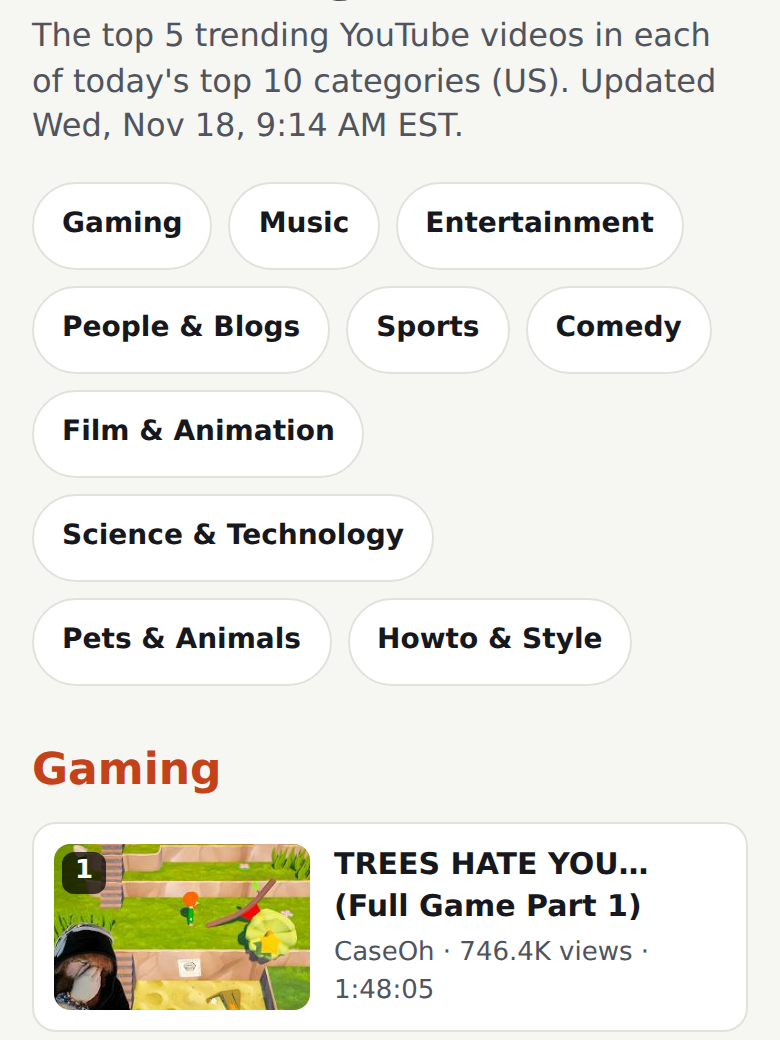 The top 5 trending YouTube videos in each
of today's top 10 categories (US). Updated
Wed, Nov 18, 9:14 AM EST.
Gaming
Music
Entertainment
People & Blogs
Sports
Comedy
Film & Animation
Science & Technology
Pets & Animals
Howto & Style
Gaming
1
TREES HATE YOU...
(Full Game Part 1)
CaseOh · 746.4K views ·
1:48:05